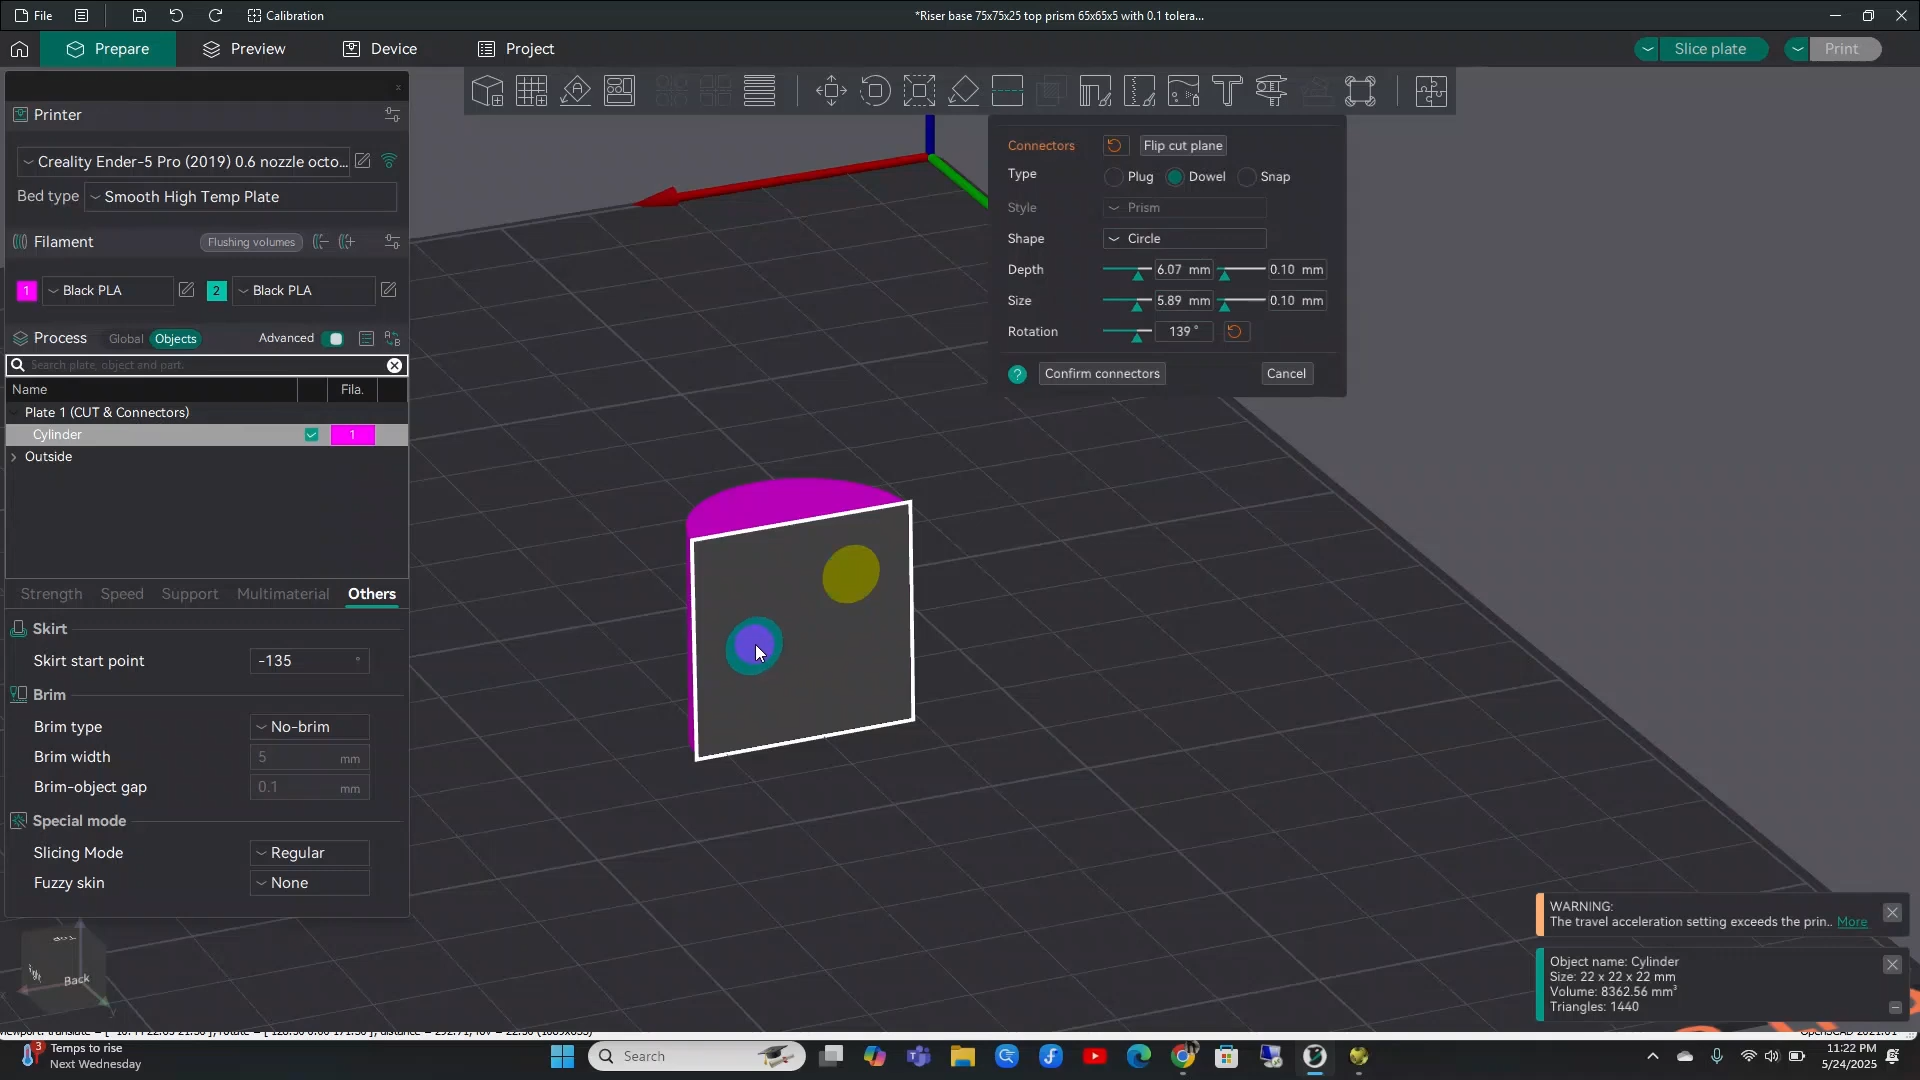 File
Calibration
*Riser base 75x75x25 top prism 65x65x5 with 0.1 tolera...
Prepare
Preview
Device
Project
Slice plate
Print
Printer
Creality Ender-5 Pro (2019) 0.6 nozzle octo...
Bed type
Smooth High Temp Plate
Filament
Flushing volumes
1
Black PLA
2
Black PLA
Process
Global
Objects
Advanced
Search plate, object and part.
Name
Fila.
Plate 1 (CUT & Connectors)
Cylinder
1
Outside
Strength
Speed
Support
Multimaterial
Others
Skirt
Skirt start point
-135
°
Brim
Brim type
No-brim
Brim width
5
mm
Brim-object gap
0.1
mm
Special mode
Slicing Mode
Regular
Fuzzy skin
None
Connectors
Flip cut plane
Type
Plug
Dowel
Snap
Style
Prism
Shape
Circle
Depth
6.07 mm
0.10 mm
Size
5.89 mm
0.10 mm
Rotation
139°
?
Confirm connectors
Cancel
Back
WARNING:
The travel acceleration setting exceeds the prin.. More
Object name: Cylinder
Size: 22 x 22 x 22 mm
Volume: 8362.56 mm³
Triangles: 1440
3
Temps to rise
Next Wednesday
Search
11:22 PM
5/24/2025